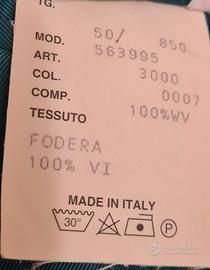 TG.
MOD. 50/ 850
ART. 563995
COL. 3000
COMP. 0007
TESSUTO 100%WV
FODERA
100% VI
MADE IN ITALY
30° P
subito